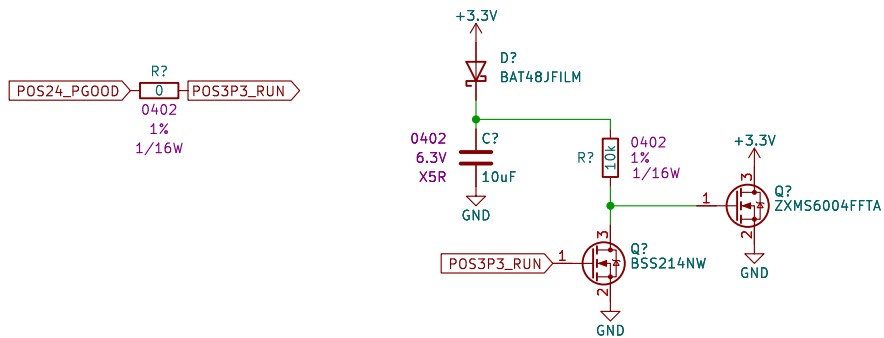 +3.3V
D?
BAT48JFILM
R?
POS24_PGOOD
0
POS3P3_RUN
0402
1%
1/16W
0402
6.3V
X5R
C?
10uF
GND
R?
10k
0402
1%
1/16W
+3.3V
3
1
Q?
ZXMS6004FFTA
2
GND
3
POS3P3_RUN
1
Q?
BSS214NW
2
GND